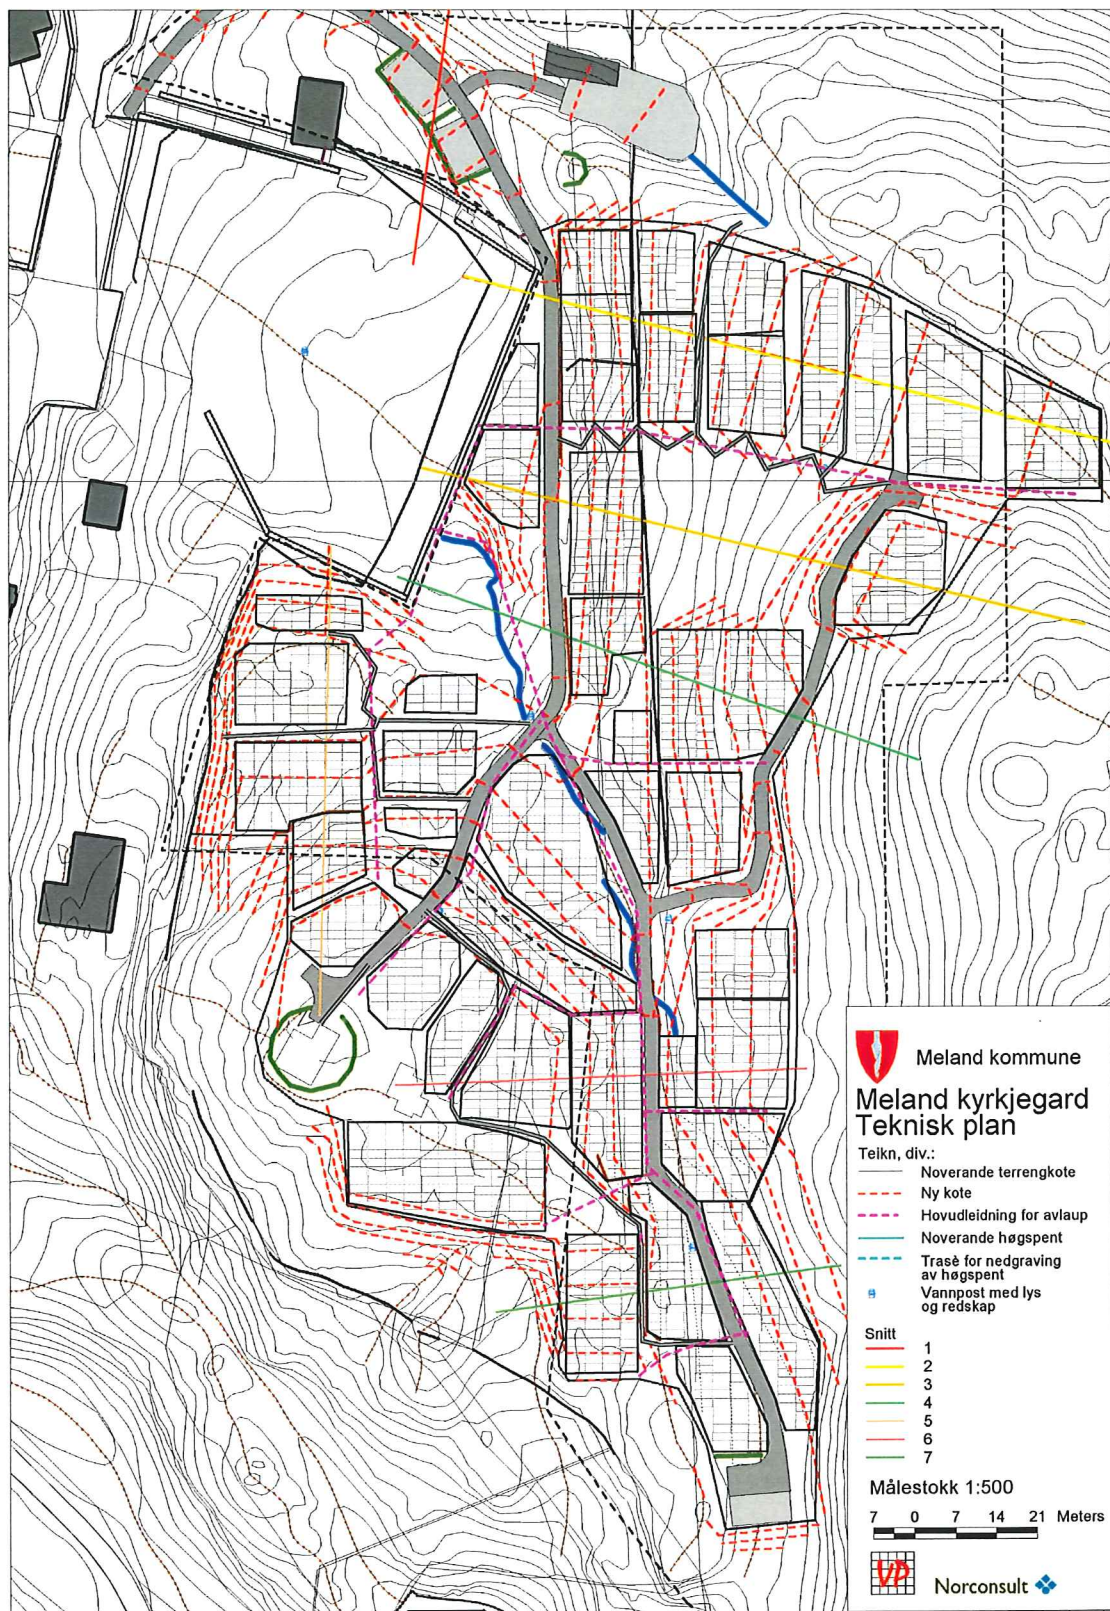 Meland kommune
Meland kyrkjegard
Teknisk plan
Teikn, div.:
Noverande terrengkote
Ny kote
Hovudleidning for avlaup
Noverande høgspent
Trasè for nedgraving
av høgspent
Vannpost med lys
og redskap
Snitt
1
2
3
4
5
6
7
Målestokk 1:500
7 0 7 14 21 Meters
VP
Norconsult